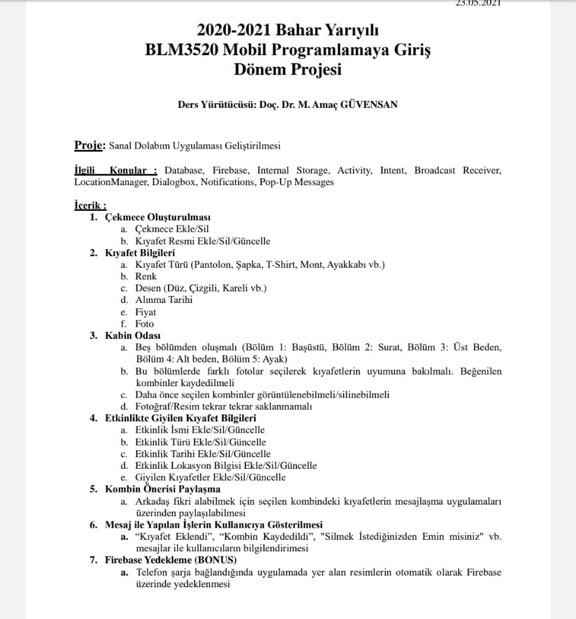 23.05.2021
2020-2021 Bahar Yarıyılı
BLM3520 Mobil Programlamaya Giriş
Dönem Projesi
Ders Yürütücüsü: Doç. Dr. M. Amaç GÜVENSAN
Proje: Sanal Dolabım Uygulaması Geliştirilmesi
İlgili Konular : Database, Firebase, Internal Storage, Activity, Intent, Broadcast Receiver,
LocationManager, Dialogbox, Notifications, Pop-Up Messages
İçerik :
1. Çekmece Oluşturulması
a. Çekmece Ekle/Sil
b. Kıyafet Resmi Ekle/Sil/Güncelle
2. Kıyafet Bilgileri
a. Kıyafet Türü (Pantolon, Şapka, T-Shirt, Mont, Ayakkabı vb.)
b. Renk
c. Desen (Düz, Çizgili, Kareli vb.)
d. Alınma Tarihi
e. Fiyat
f. Foto
3. Kabin Odası
a. Beş bölümden oluşmalı (Bölüm 1: Başüstü, Bölüm 2: Surat, Bölüm 3: Üst Beden,
Bölüm 4: Alt beden, Bölüm 5: Ayak)
b. Bu bölümlerde farklı fotolar seçilerek kıyafetlerin uyumuna bakılmalı. Beğenilen
kombinler kaydedilmeli
c. Daha önce seçilen kombinler görüntülenebilmeli/silinebilmeli
d. Fotoğraf/Resim tekrar tekrar saklanmamalı
4. Etkinlikte Giyilen Kıyafet Bilgileri
a. Etkinlik İsmi Ekle/Sil/Güncelle
b. Etkinlik Türü Ekle/Sil/Güncelle
c. Etkinlik Tarihi Ekle/Sil/Güncelle
d. Etkinlik Lokasyon Bilgisi Ekle/Sil/Güncelle
e. Giyilen Kıyafetler Ekle/Sil/Güncelle
5. Kombin Önerisi Paylaşma
a. Arkadaş fikri alabilmek için seçilen kombindeki kıyafetlerin mesajlaşma uygulamaları
üzerinden paylaşılabilmesi
6. Mesaj ile Yapılan İşlerin Kullanıcıya Gösterilmesi
a. “Kıyafet Eklendi”, “Kombin Kaydedildi”, "Silmek İstediğinizden Emin misiniz" vb.
mesajlar ile kullanıcıların bilgilendirimesi
7. Firebase Yedekleme (BONUS)
a. Telefon şarja bağlandığında uygulamada yer alan resimlerin otomatik olarak Firebase
üzerinde yedeklenmesi